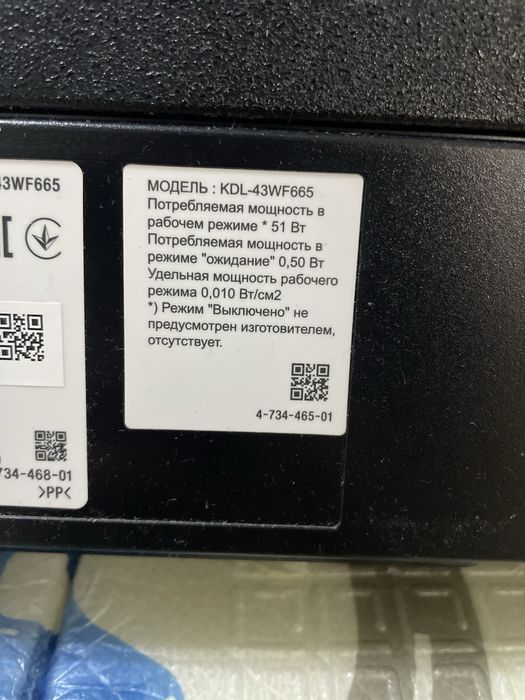 43WF665
734-468-01
>PP<
МОДЕЛЬ : KDL-43WF665
Потребляемая мощность в
рабочем режиме * 51 Вт
Потребляемая мощность в
режиме "ожидание" 0,50 Вт
Удельная мощность рабочего
режима 0,010 Вт/см2
*) Режим "Выключено" не
предусмотрен изготовителем,
отсутствует.
4-734-465-01